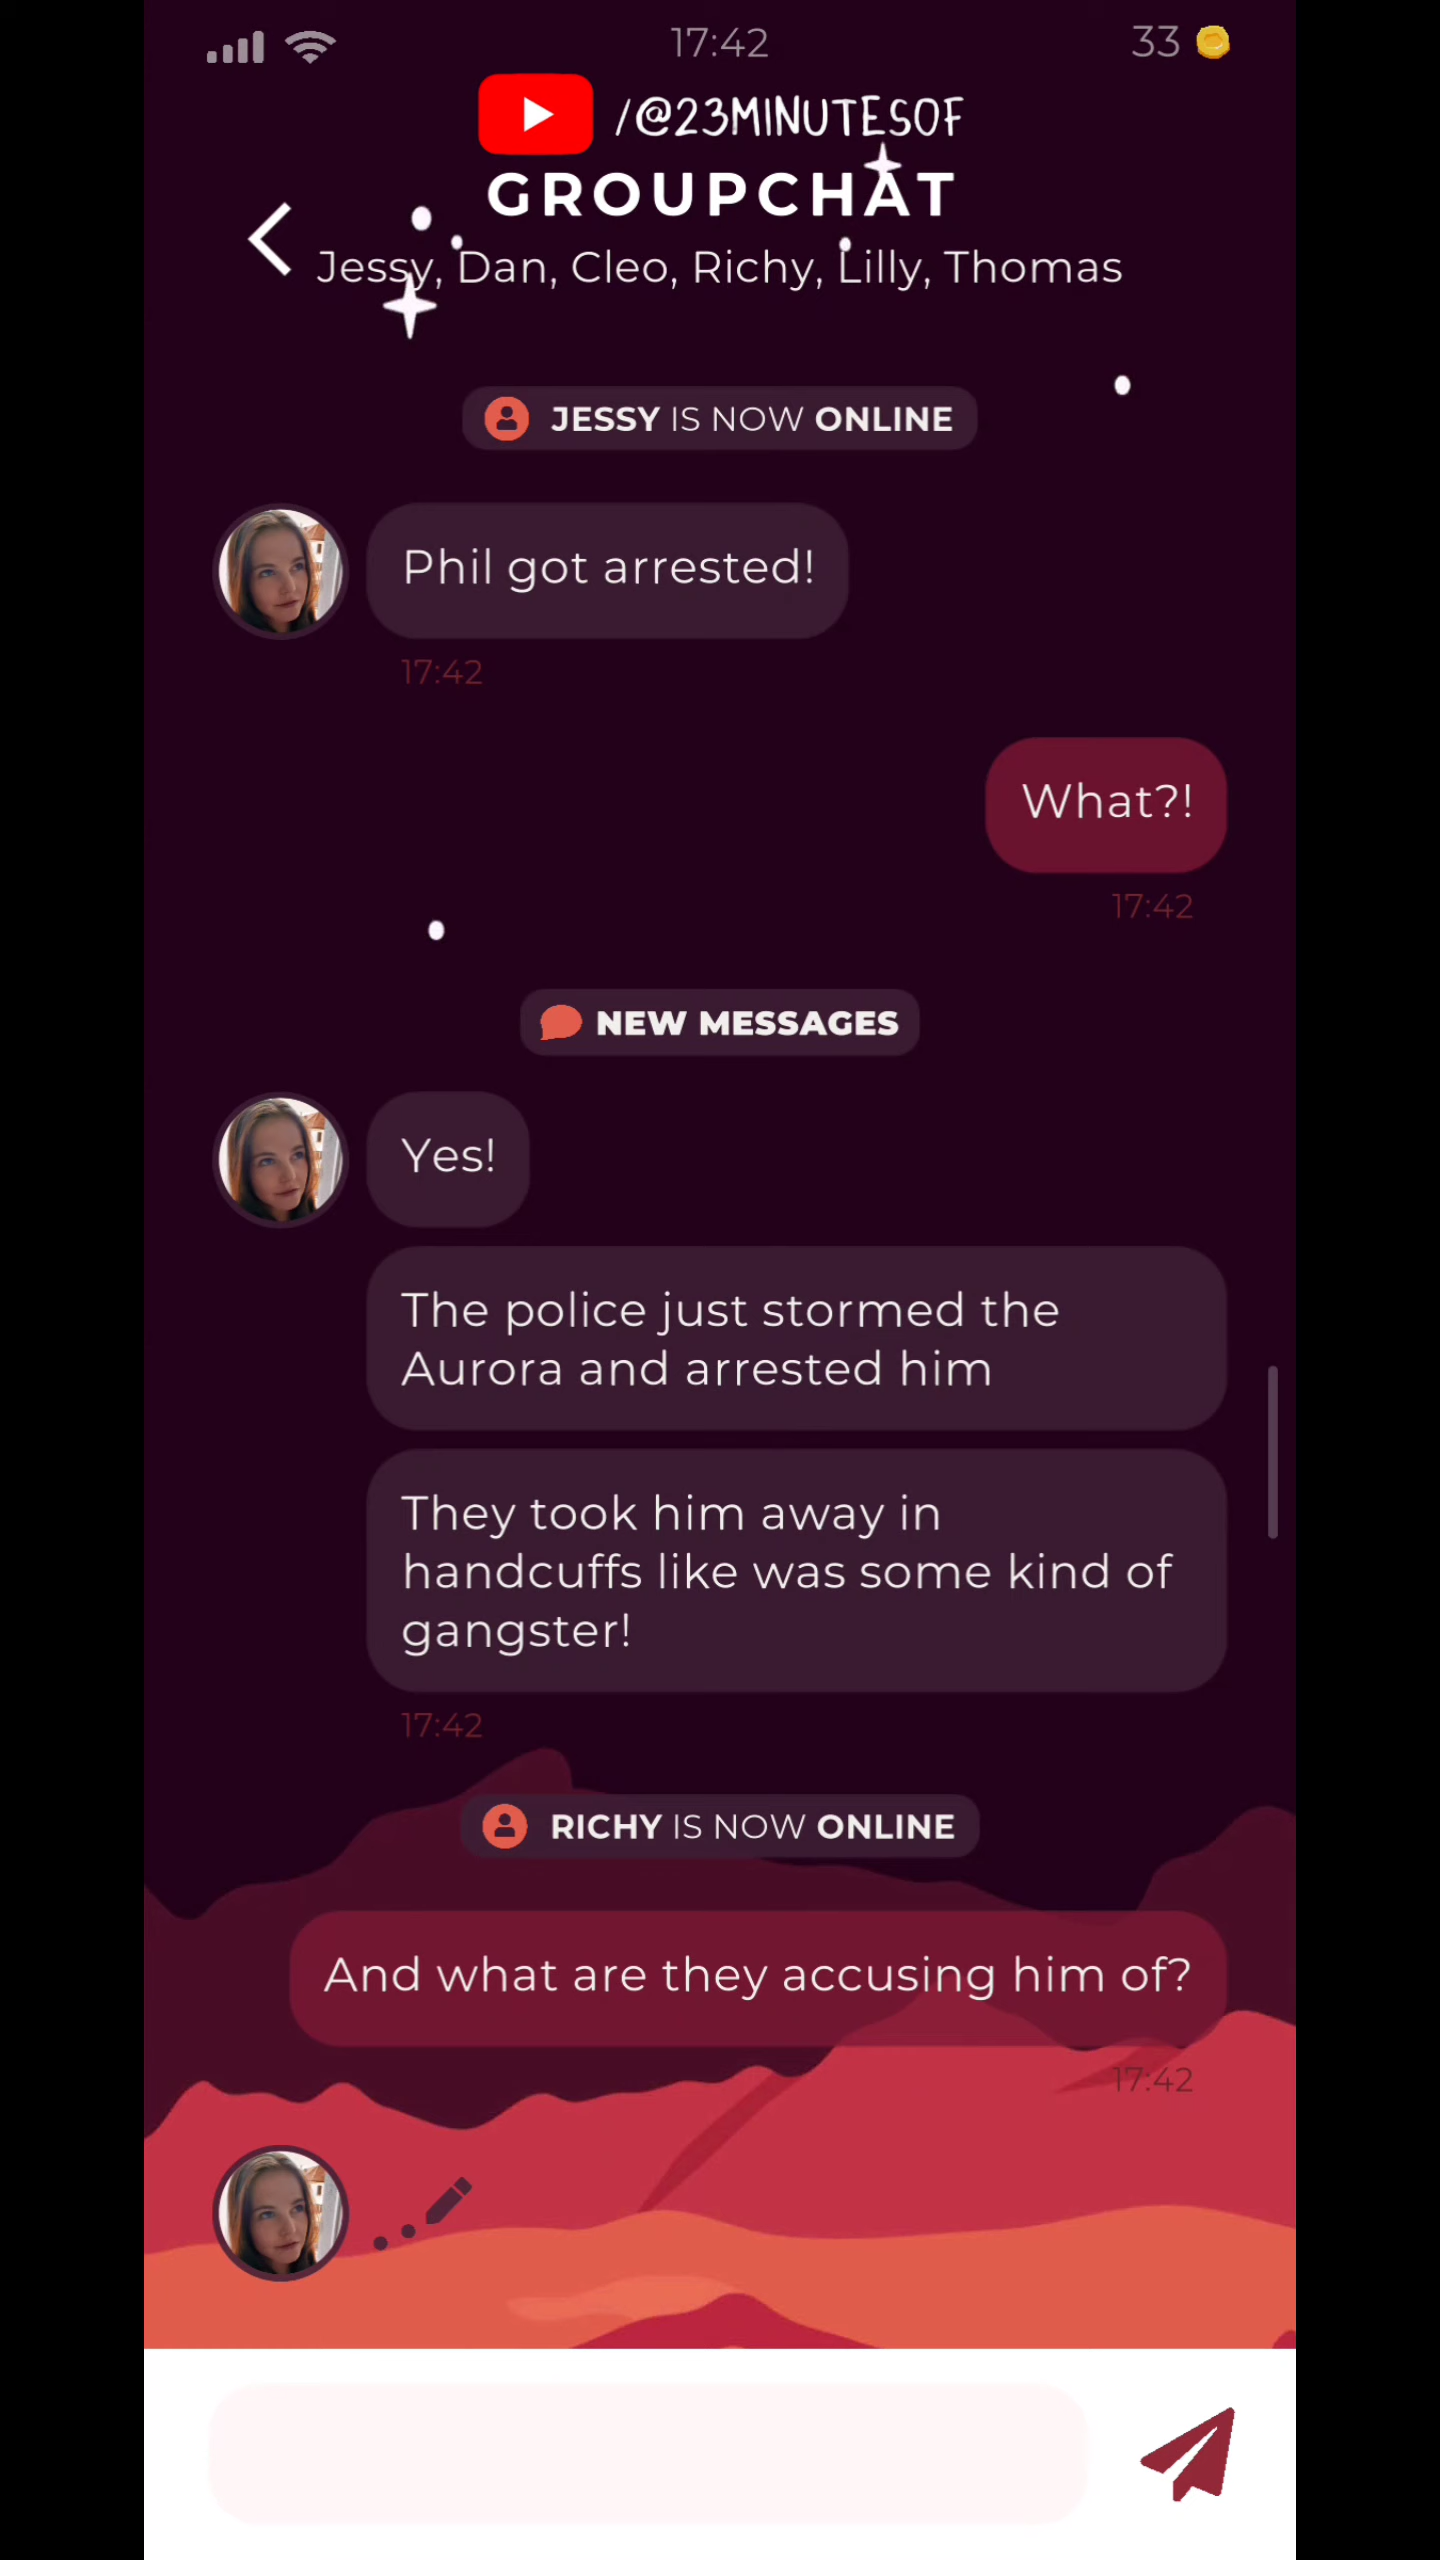 17:42
33
/@23MINUTESOF
GROUPCHAT
Jessy, Dan, Cleo, Richy, Lilly, Thomas
JESSY IS NOW ONLINE
Phil got arrested!
17:42
What?!
17:42
NEW MESSAGES
Yes!
The police just stormed the
Aurora and arrested him
They took him away in
handcuffs like was some kind of
gangster!
17:42
RICHY IS NOW ONLINE
And what are they accusing him of?
17:42